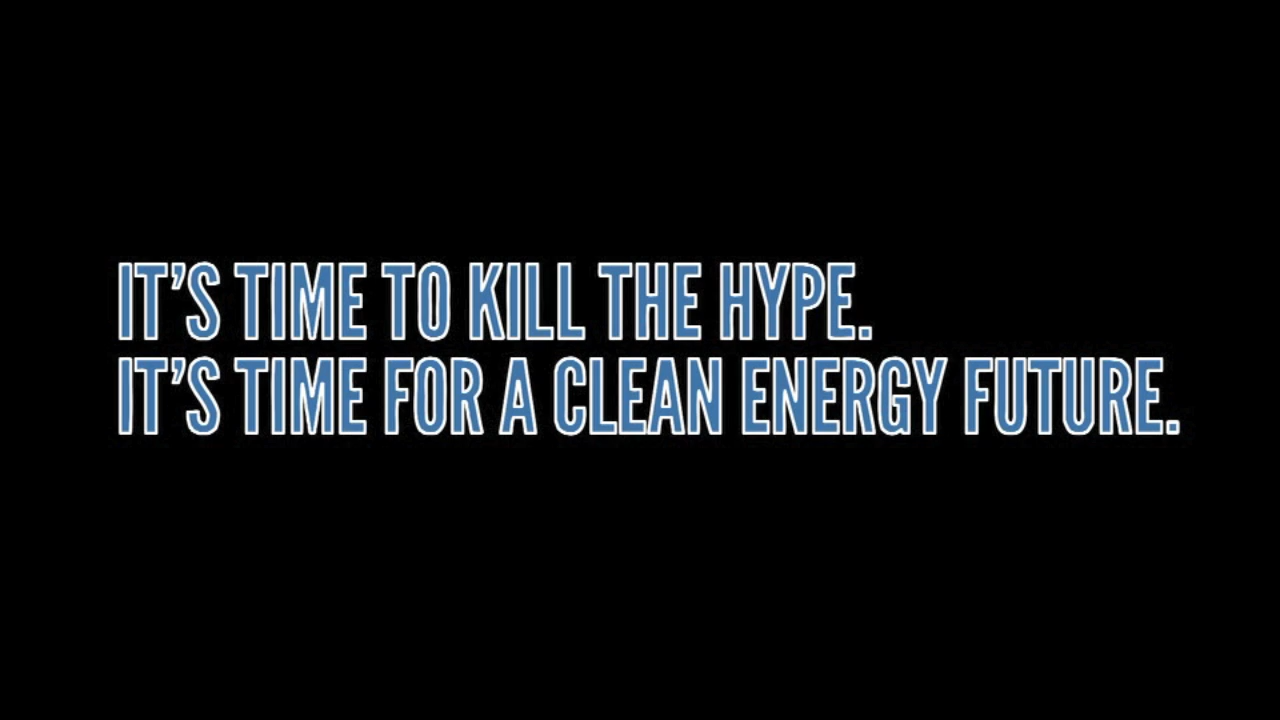 IT’S TIME TO KILL THE HYPE.
IT’S TIME FOR A CLEAN ENERGY FUTURE.